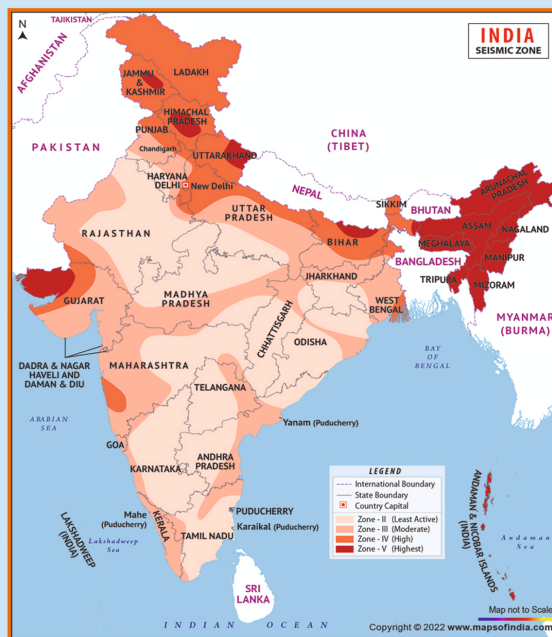 N
TAJIKISTAN
INDIA
SEISMIC ZONE
AFGHANISTAN
LADAKH
JAMMU
&
KASHMIR
HIMACHAL
PRADESH
PUNJAB
CHINA
(TIBET)
PAKISTAN
Chandigarh
UTTARAKHAND
HARYANA
DELHI
New Delhi
NEPAL
ARUNACHAL
PRADESH
SIKKIM
BHUTAN
UTTAR
PRADESH
ASSAM
NAGALAND
RAJASTHAN
BIHAR
MEGHALAYA
BANGLADESH
MANIPUR
JHARKHAND
TRIPURA
MIZORAM
GUJARAT
MADHYA
PRADESH
WEST
BENGAL
CHHATTISGARH
MYANMAR
(BURMA)
ODISHA
BAY
OF
BENGAL
DADRA & NAGAR
HAVELI AND
DAMAN & DIU
MAHARASHTRA
TELANGANA
ARABIAN
SEA
Yanam (Puducherry)
GOA
ANDHRA
PRADESH
KARNATAKA
LEGEND
International Boundary
State Boundary
Country Capital
Zone - II (Least Active)
Zone - III (Moderate)
Zone - IV (High)
Zone - V (Highest)
ANDAMAN & NICOBAR ISLANDS
(INDIA)
Mahe
(Puducherry)
PUDUCHERRY
Karaikal (Puducherry)
LAKSHADWEEP
(INDIA)
Lakshadweep
Sea
KERALA
TAMIL NADU
Andaman
Sea
SRI
LANKA
INDIAN OCEAN
Map not to Scale
Copyright © 2022 www.mapsofindia.com